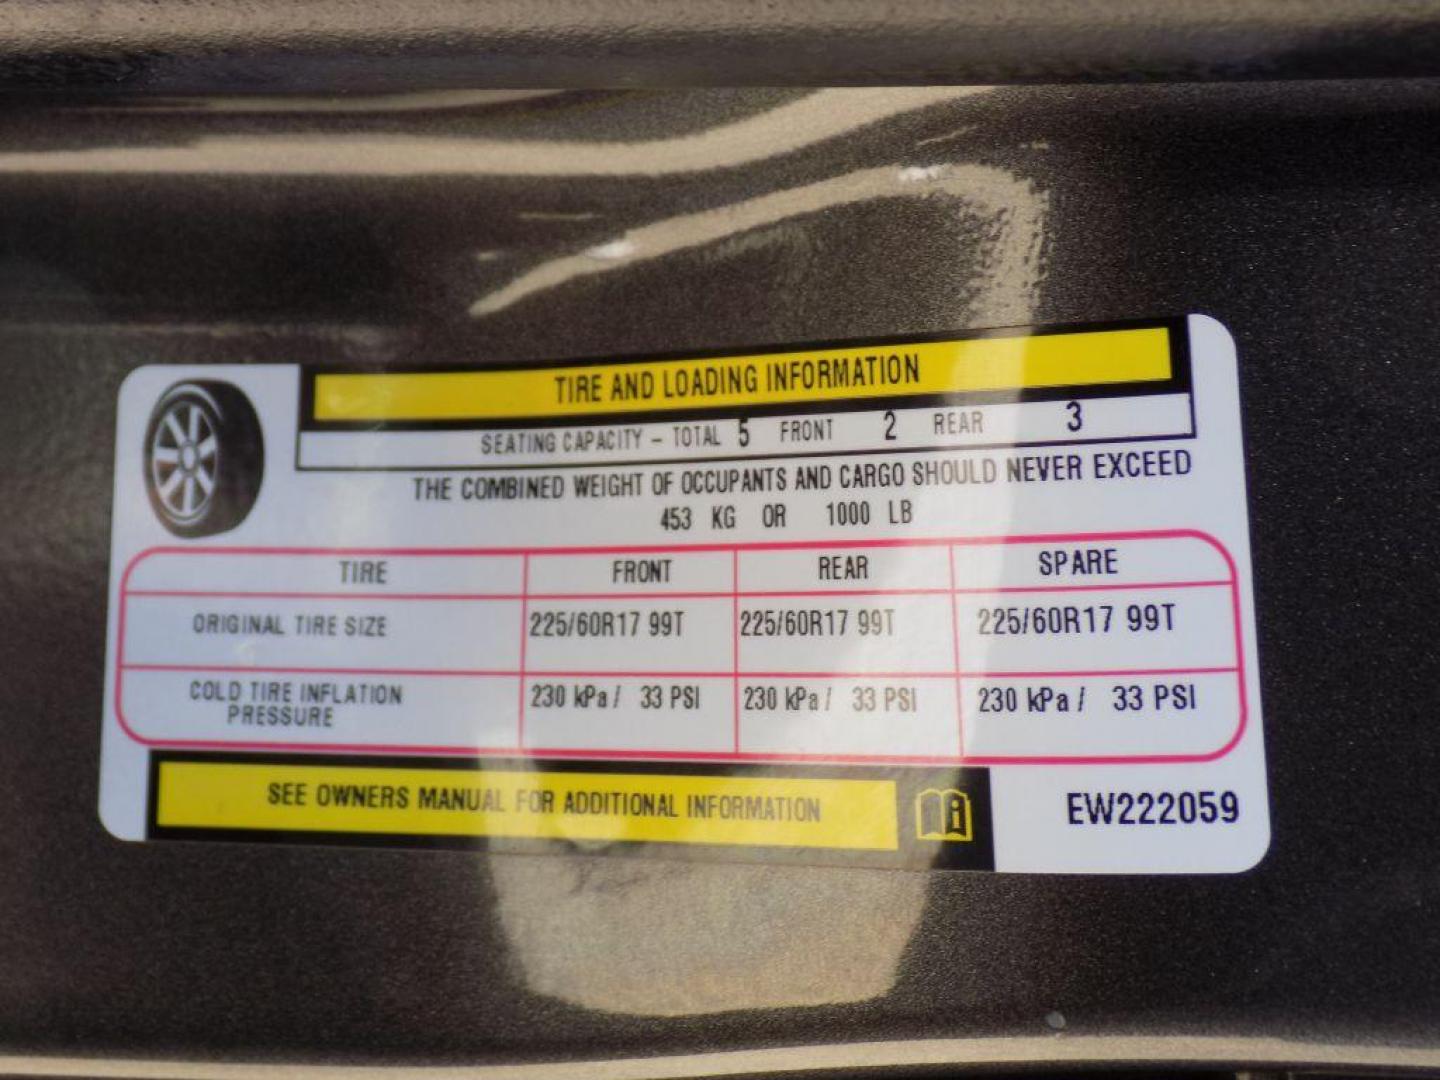 TIRE AND LOADING INFORMATION
SEATING CAPACITY - TOTAL 5 FRONT 2 REAR 3
THE COMBINED WEIGHT OF OCCUPANTS AND CARGO SHOULD NEVER EXCEED
453 KG OR 1000 LB
TIRE FRONT REAR SPARE
ORIGINAL TIRE SIZE 225/60R17 99T 225/60R17 99T 225/60R17 99T
COLD TIRE INFLATION PRESSURE 230 kPa / 33 PSI 230 kPa / 33 PSI 230 kPa / 33 PSI
SEE OWNERS MANUAL FOR ADDITIONAL INFORMATION
EW222059